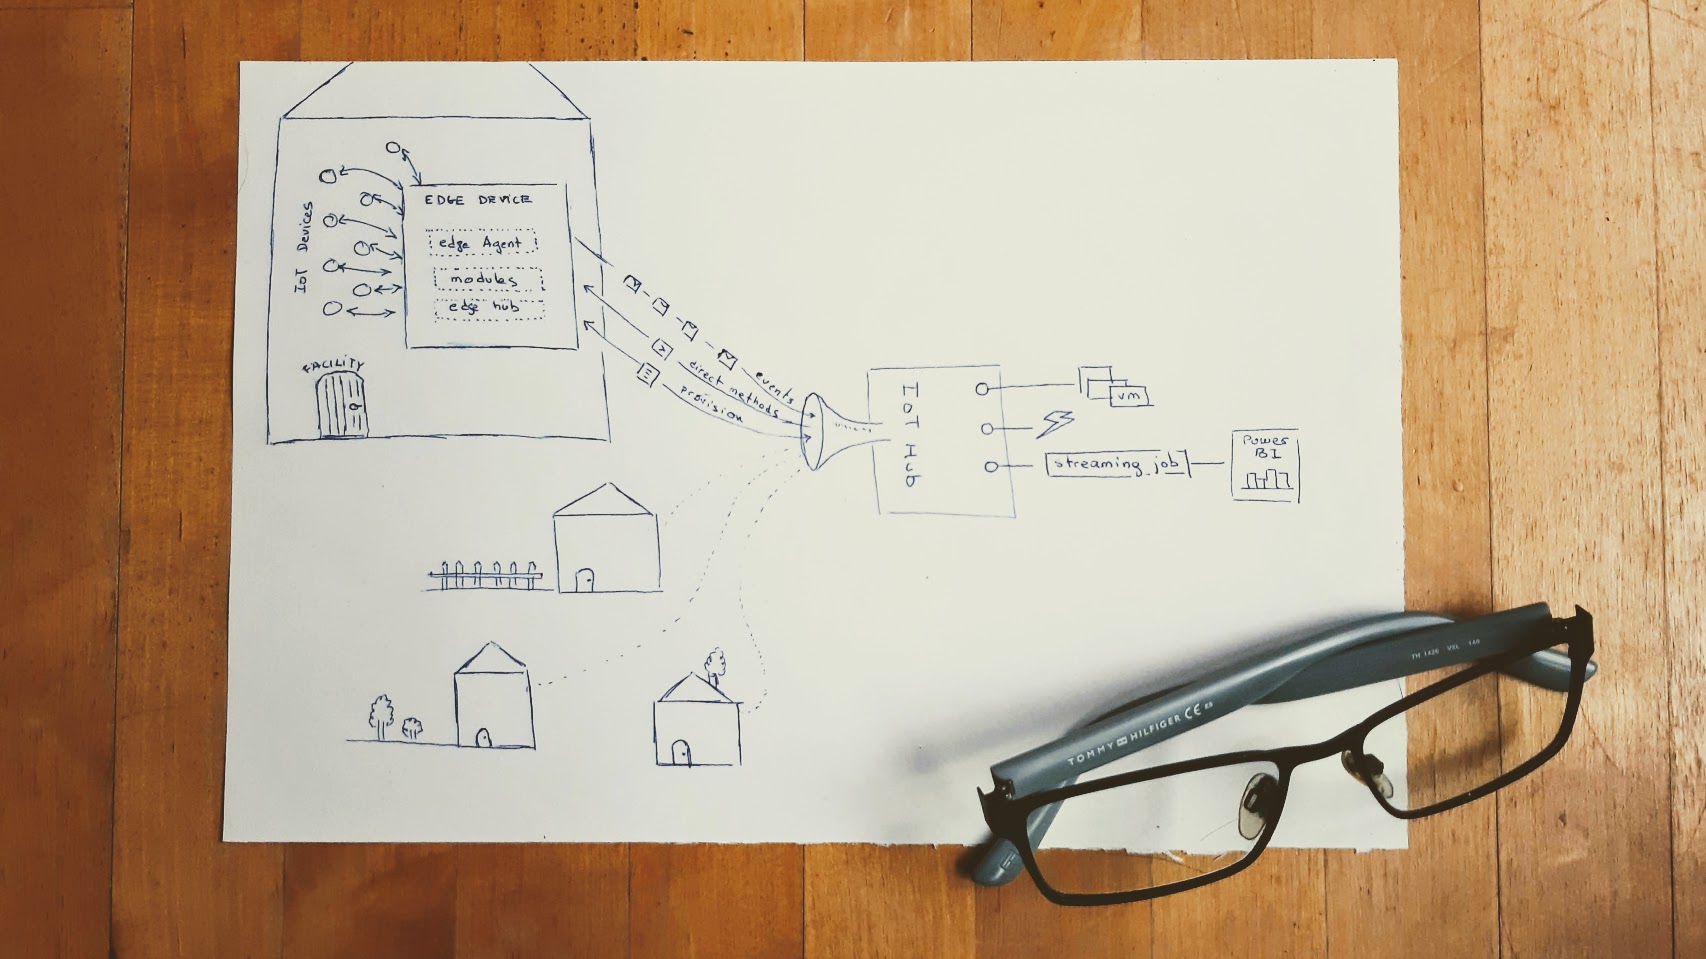 EDGE DEVICE
edge Agent
modules
edge hub
IoT Devices
FACILITY
events
direct methods
provision
IoT Hub
vm
streaming job
Power
BI
TOMMY HILFIGER CE
TH 1426 VXL 140